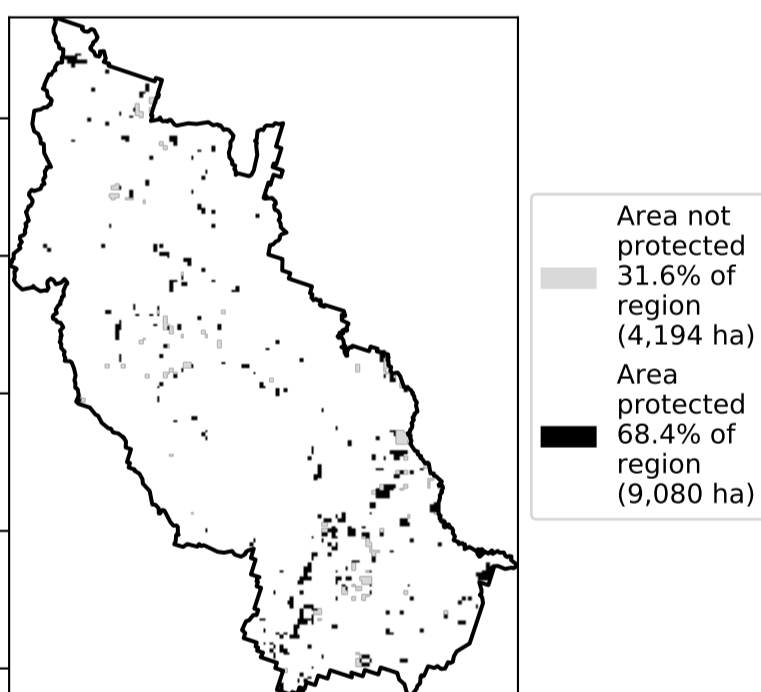 Area not
protected
31.6% of
region
(4,194 ha)
Area
protected
68.4% of
region
(9,080 ha)